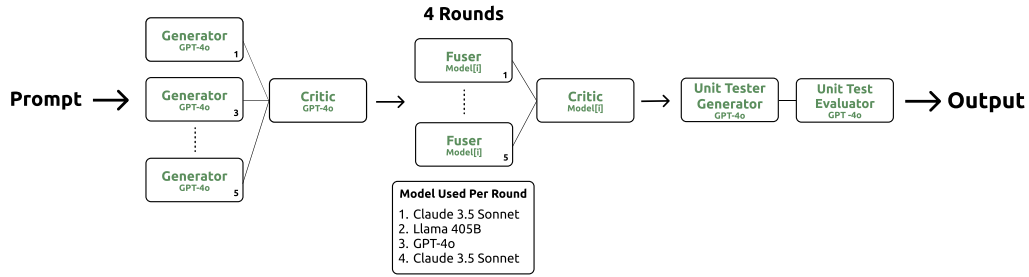 4 Rounds
Prompt
Generator
GPT-4o
1
Generator
GPT-4o
3
Generator
GPT-4o
5
Critic
GPT-4o
Fuser
Model[i]
1
Fuser
Model[i]
5
Critic
Model[i]
Unit Tester
Generator
GPT-4o
Unit Test
Evaluator
GPT -4o
Output
Model Used Per Round
1. Claude 3.5 Sonnet
2. Llama 405B
3. GPT-4o
4. Claude 3.5 Sonnet